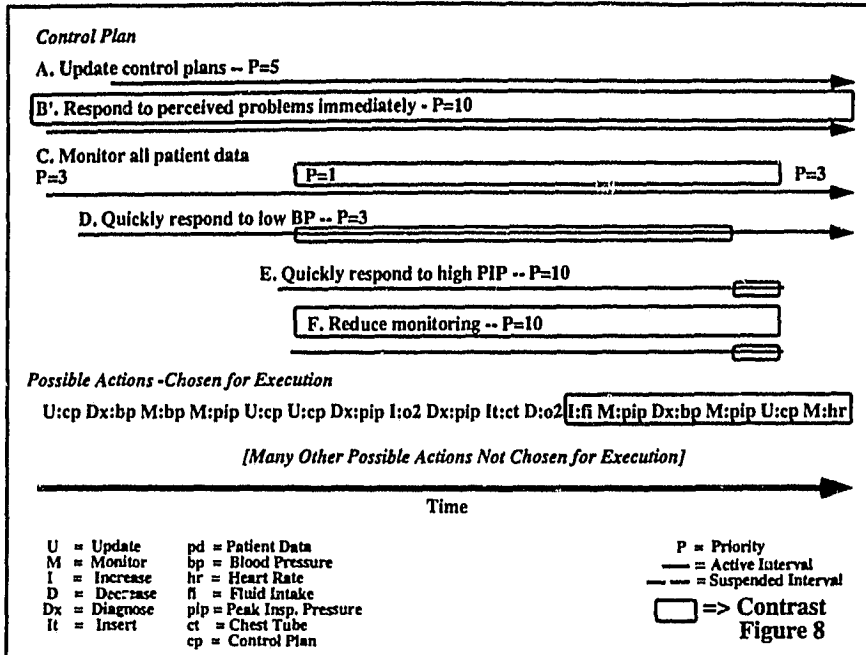 Control Plan
A. Update control plans -- P=5
B'. Respond to perceived problems immediately - P=10
C. Monitor all patient data
P=3 P=1 P=3
D. Quickly respond to low BP -- P=3
E. Quickly respond to high PIP -- P=10
F. Reduce monitoring -- P=10
Possible Actions -Chosen for Execution
U:cp Dx:bp M:bp M:pip U:cp U:cp Dx:pip I:o2 Dx:pip It:ct D:o2 I:fi M:pip Dx:bp M:pip U:cp M:hr
[Many Other Possible Actions Not Chosen for Execution]
Time
U = Update pd = Patient Data P = Priority
M = Monitor bp = Blood Pressure = Active Interval
I = Increase hr = Heart Rate = Suspended Interval
D = Decrease fi = Fluid Intake
Dx = Diagnose pip = Peak Insp. Pressure => Contrast
It = Insert ct = Chest Tube Figure 8
cp = Control Plan